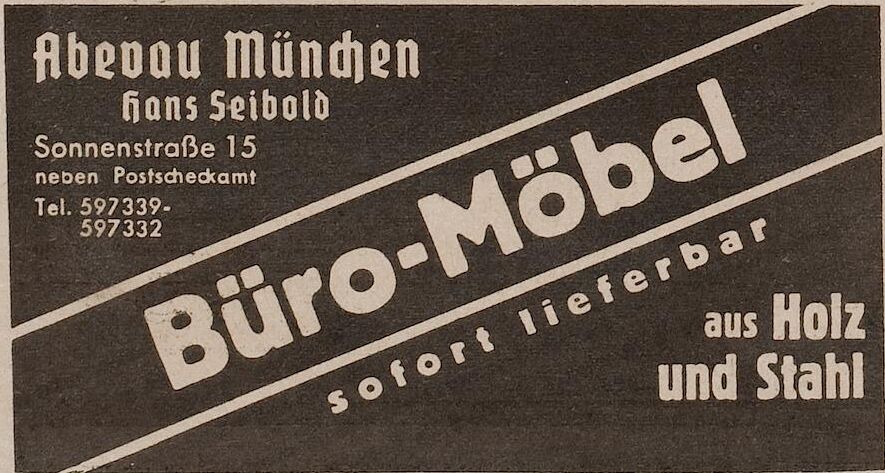 Abevau München
Hans Seibold
Sonnenstraße 15
neben Postscheckamt
Tel. 597339-
597332
Büro-Möbel
sofort lieferbar
aus Holz
und Stahl